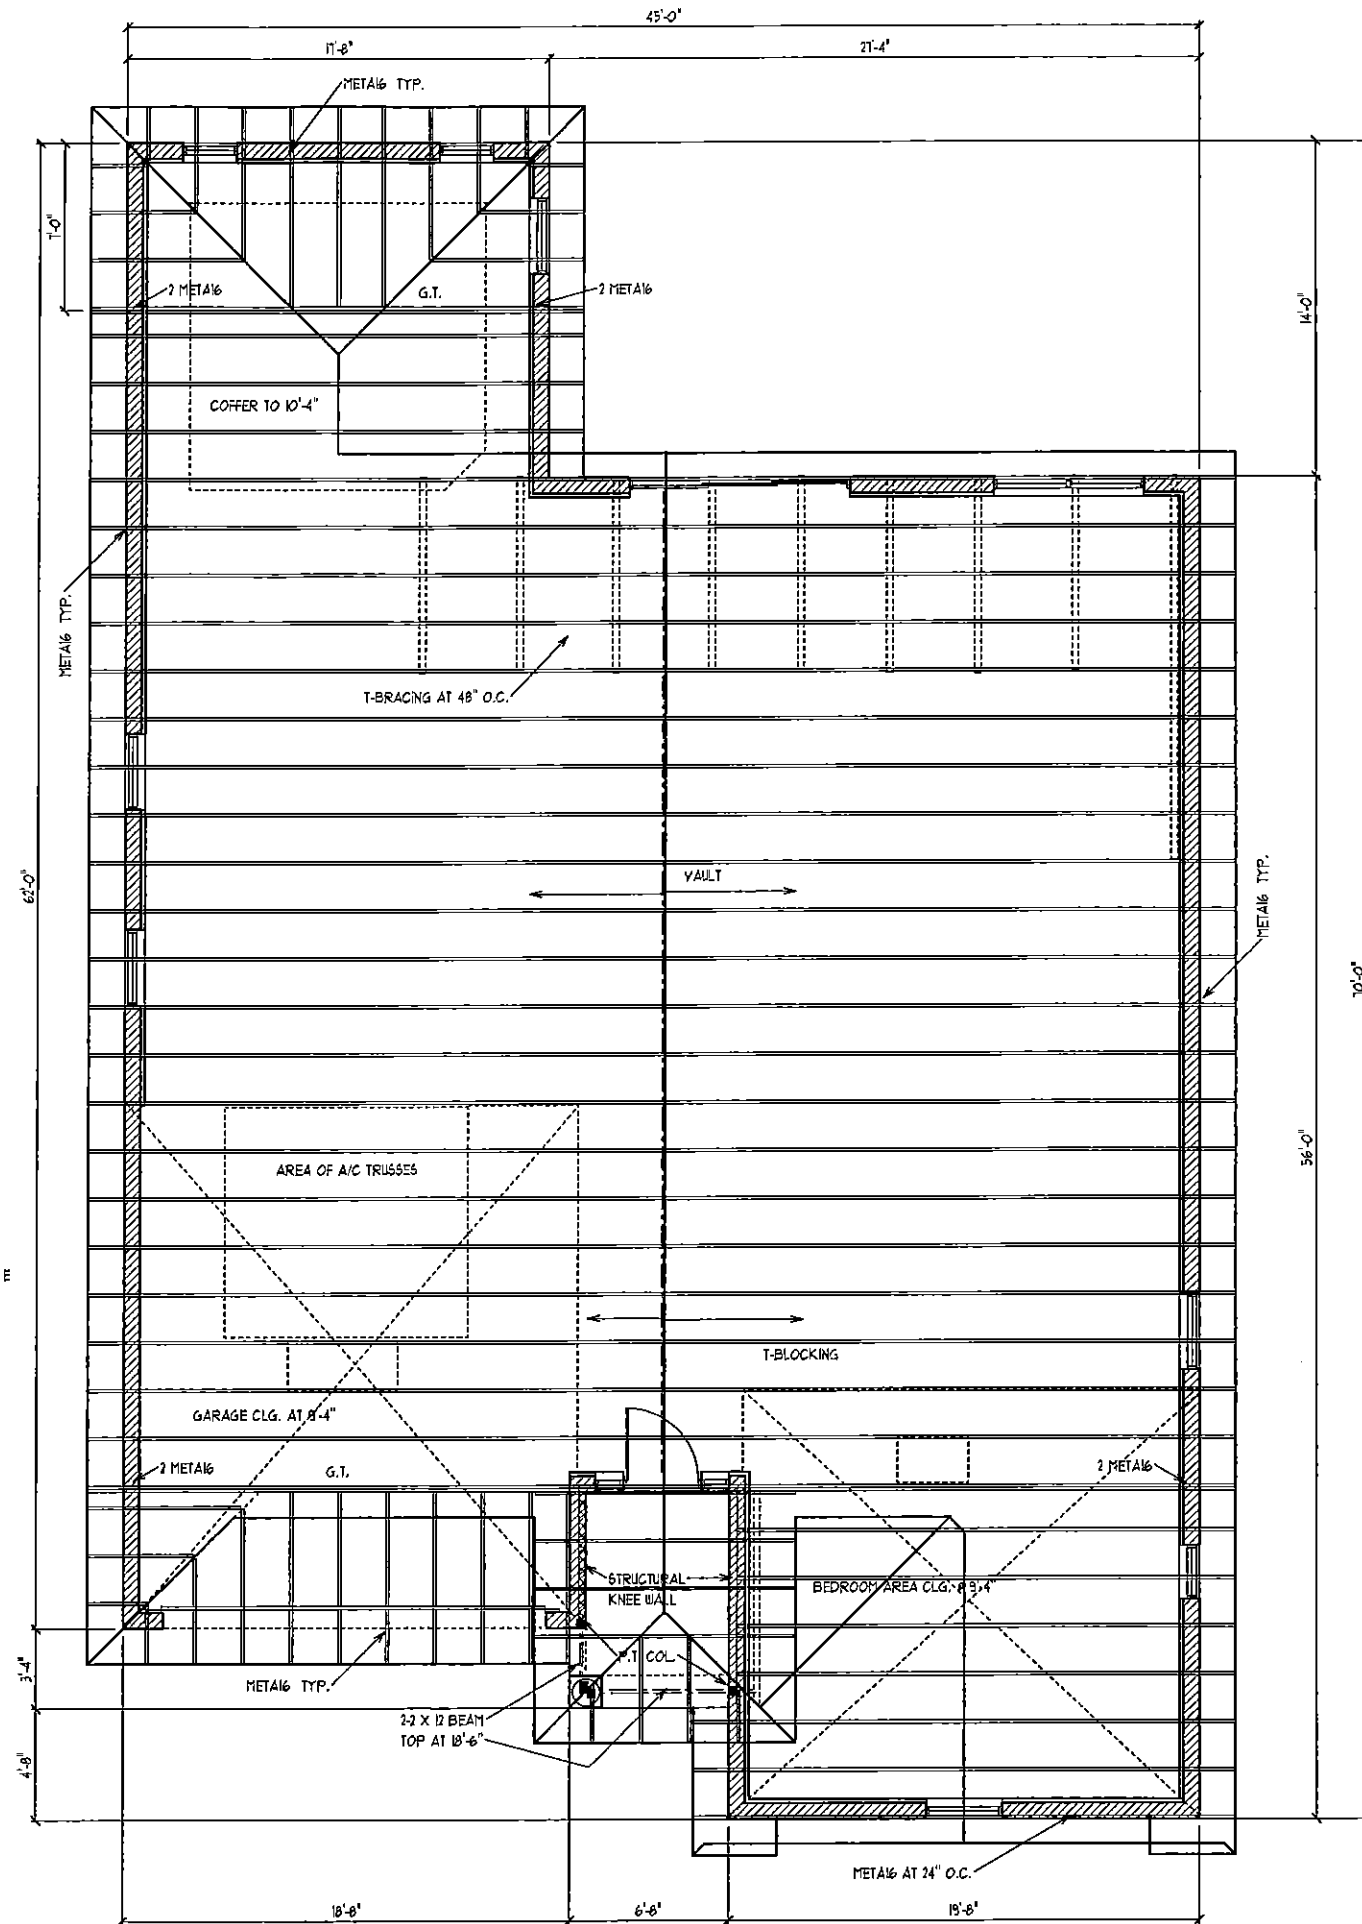 45'-0"
17'-8"
27'-4"
METAL6 TYP.
7'-0"
2 METAL6
G.T.
2 METAL6
14'-0"
COFFER TO 10'-4"
METAL6 TYP.
T-BRACING AT 48" O.C.
62'-0"
VAULT
METAL6 TYP.
70'-0"
56'-0"
AREA OF A/C TRUSSES
T-BLOCKING
GARAGE CLG. AT 8-4"
2 METAL6
G.T.
2 METAL6
STRUCTURAL
KNEE WALL
BEDROOM AREA CLG. @ 9'-4"
P.T COL.
3'-4"
METAL6 TYP.
2-2 X 12 BEAM
TOP AT 18'-6"
4'-8"
METAL6 AT 24" O.C.
18'-8"
6'-8"
19'-8"